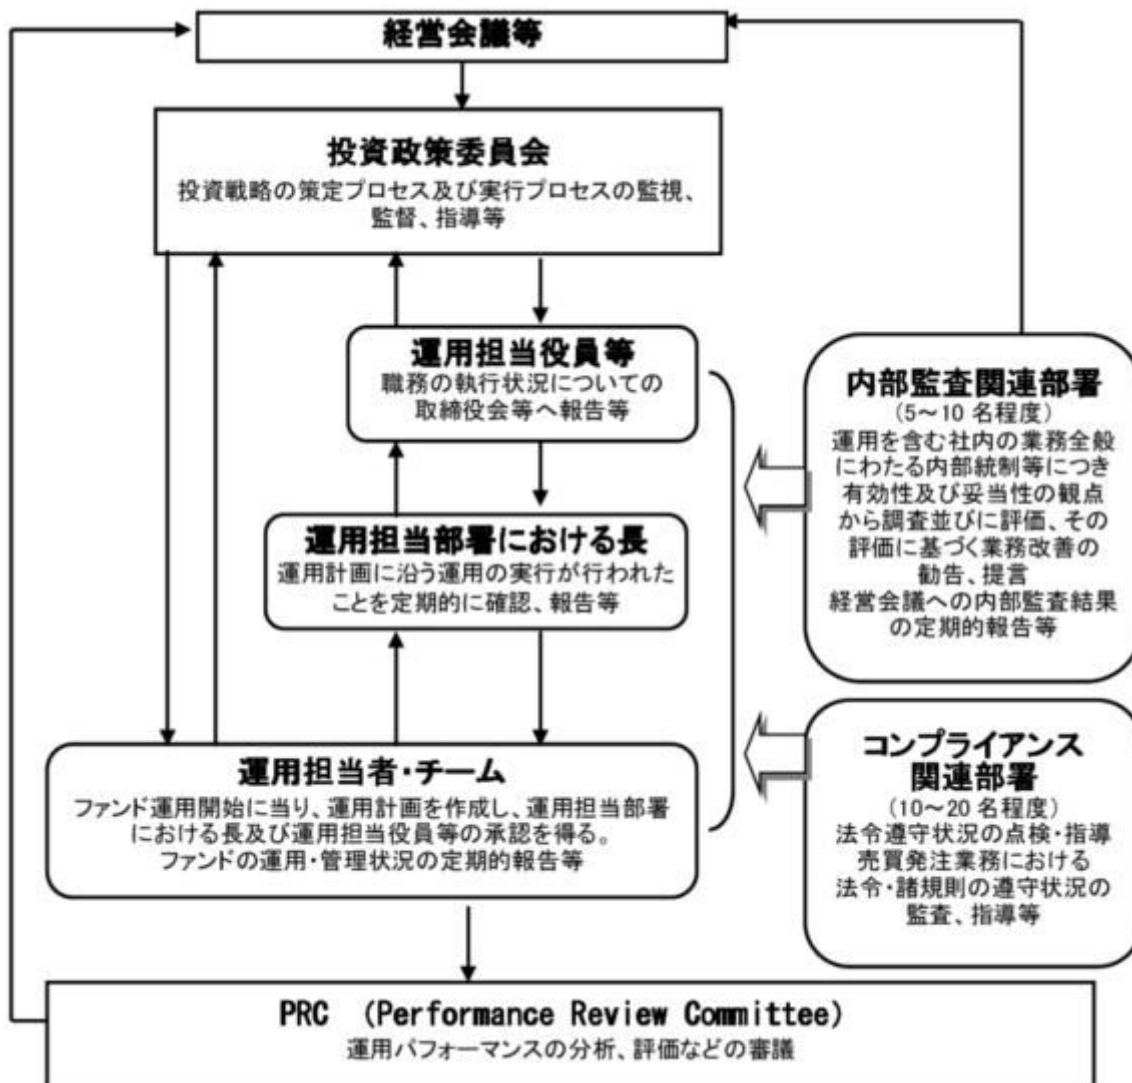 経営会議等
投資政策委員会
投資戦略の策定プロセス及び実行プロセスの監視、
監督、指導等
運用担当役員等
職務の執行状況についての
取締役会等へ報告等
運用担当部署における長
運用計画に沿う運用の実行が行われた
ことを定期的に確認、報告等
運用担当者・チーム
ファンド運用開始に当り、運用計画を作成し、運用担当部署
における長及び運用担当役員等の承認を得る。
ファンドの運用・管理状況の定期的報告等
内部監査関連部署
(5～10 名程度)
運用を含む社内の業務全般
にわたる内部統制等につき
有効性及び妥当性の観点
から調査並びに評価、その
評価に基づく業務改善の
勧告、提言
経営会議への内部監査結果
の定期的報告等
コンプライアンス
関連部署
(10～20 名程度)
法令遵守状況の点検・指導
売買発注業務における
法令・諸規則の遵守状況の
監査、指導等
PRC （Performance Review Committee）
運用パフォーマンスの分析、評価などの審議